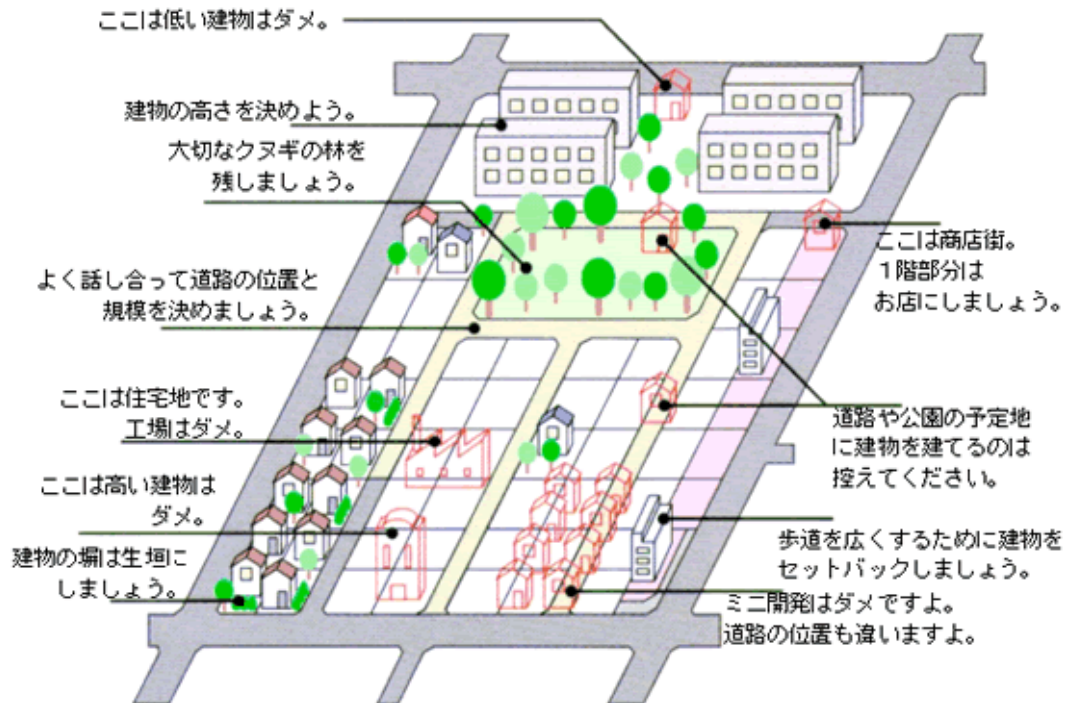 ここは低い建物はダメ。
建物の高さを決めよう。
大切なクヌギの林を
残しましょう。
よく話し合って道路の位置と
規模を決めましょう。
ここは住宅地です。
工場はダメ。
ここは高い建物は
ダメ。
建物の塀は生垣に
しましょう。
ここは商店街。
1階部分は
お店にしましょう。
道路や公園の予定地
に建物を建てるのは
控えてください。
歩道を広くするために建物を
セットバックしましょう。
ミニ開発はダメですよ。
道路の位置も違いますよ。